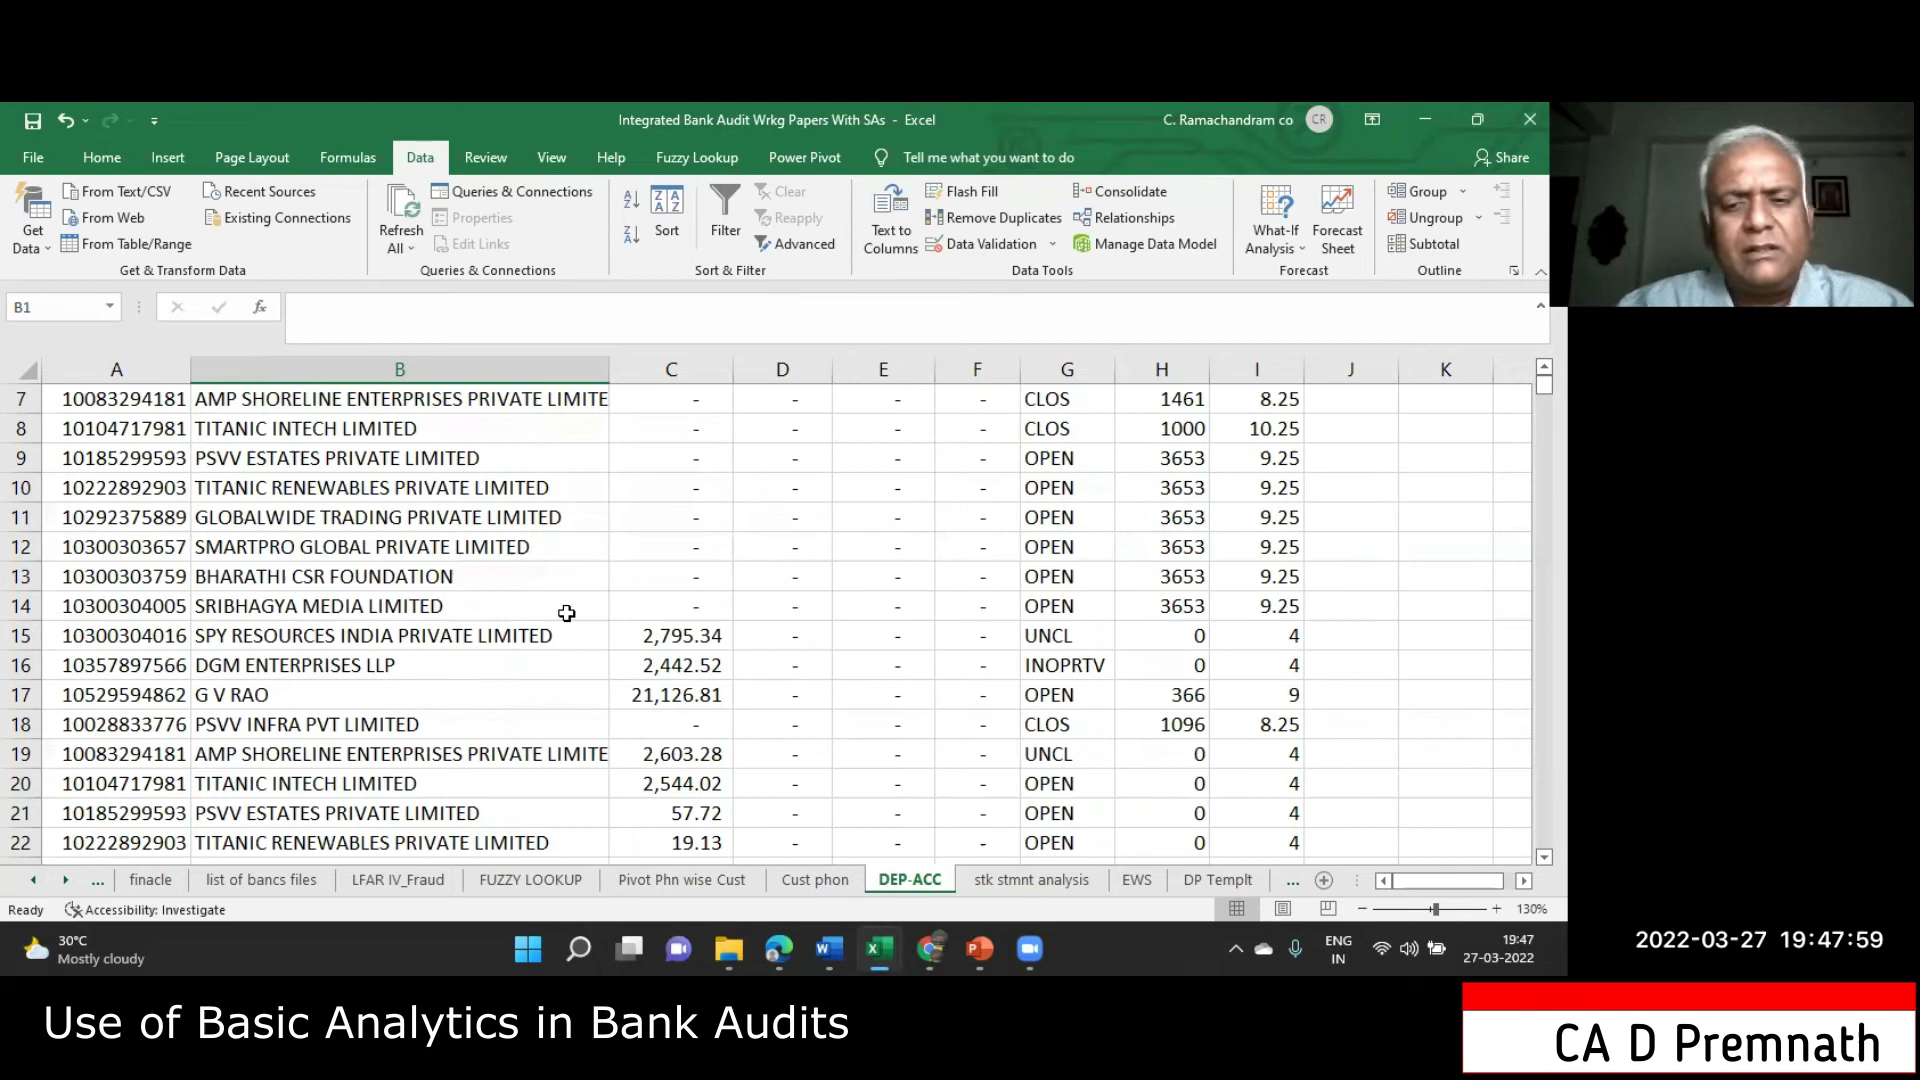 Integrated Bank Audit Wrkg Papers With SAs - Excel
C. Ramachandram co
CR
File Home Insert Page Layout Formulas Data Review View Help Fuzzy Lookup Power Pivot Tell me what you want to do Share
Get Data
From Text/CSV
From Web
From Table/Range
Recent Sources
Existing Connections
Get & Transform Data
Refresh All
Queries & Connections
Properties
Edit Links
Queries & Connections
Sort
Filter
Clear
Reapply
Advanced
Sort & Filter
Text to Columns
Flash Fill
Remove Duplicates
Data Validation
Consolidate
Relationships
Manage Data Model
Data Tools
What-If Analysis
Forecast Sheet
Forecast
Group
Ungroup
Subtotal
Outline
B1
fx
A B C D E F G H I J K
7 10083294181 AMP SHORELINE ENTERPRISES PRIVATE LIMITE - - - - CLOS 1461 8.25
8 10104717981 TITANIC INTECH LIMITED - - - - CLOS 1000 10.25
9 10185299593 PSVV ESTATES PRIVATE LIMITED - - - - OPEN 3653 9.25
10 10222892903 TITANIC RENEWABLES PRIVATE LIMITED - - - - OPEN 3653 9.25
11 10292375889 GLOBALWIDE TRADING PRIVATE LIMITED - - - - OPEN 3653 9.25
12 10300303657 SMARTPRO GLOBAL PRIVATE LIMITED - - - - OPEN 3653 9.25
13 10300303759 BHARATHI CSR FOUNDATION - - - - OPEN 3653 9.25
14 10300304005 SRIBHAGYA MEDIA LIMITED - - - - OPEN 3653 9.25
15 10300304016 SPY RESOURCES INDIA PRIVATE LIMITED 2,795.34 - - - UNCL 0 4
16 10357897566 DGM ENTERPRISES LLP 2,442.52 - - - INOPRTV 0 4
17 10529594862 G V RAO 21,126.81 - - - OPEN 366 9
18 10028833776 PSVV INFRA PVT LIMITED - - - - CLOS 1096 8.25
19 10083294181 AMP SHORELINE ENTERPRISES PRIVATE LIMITE 2,603.28 - - - UNCL 0 4
20 10104717981 TITANIC INTECH LIMITED 2,544.02 - - - OPEN 0 4
21 10185299593 PSVV ESTATES PRIVATE LIMITED 57.72 - - - OPEN 0 4
22 10222892903 TITANIC RENEWABLES PRIVATE LIMITED 19.13 - - - OPEN 0 4
... finacle list of bancs files LFAR IV_Fraud FUZZY LOOKUP Pivot Phn wise Cust Cust phon DEP-ACC stk stmnt analysis EWS DP Templt ...
Ready Accessibility: Investigate 130%
30°C
Mostly cloudy
ENG
IN
19:47
27-03-2022
2022-03-27 19:47:59
Use of Basic Analytics in Bank Audits
CA D Premnath